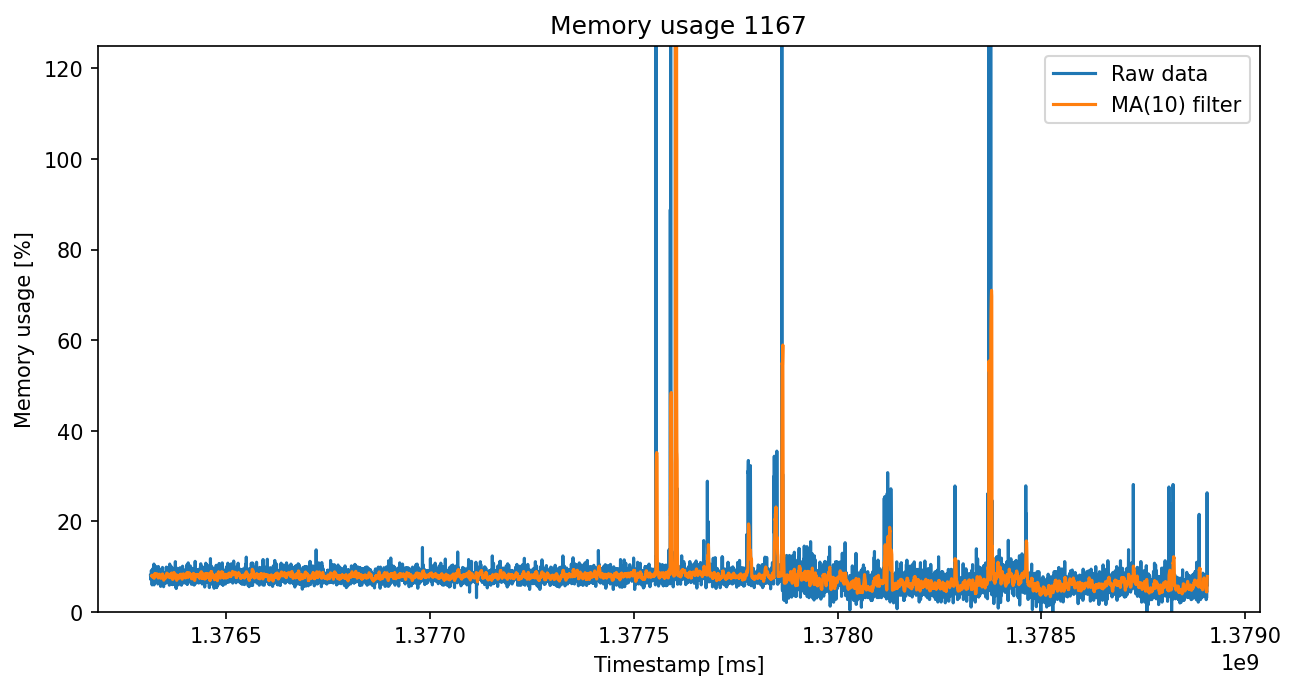 Memory usage 1167
Raw data
MA(10) filter
Memory usage [%]
120
100
80
60
40
20
0
1.3765 1.3770 1.3775 1.3780 1.3785 1.3790
1e9
Timestamp [ms]